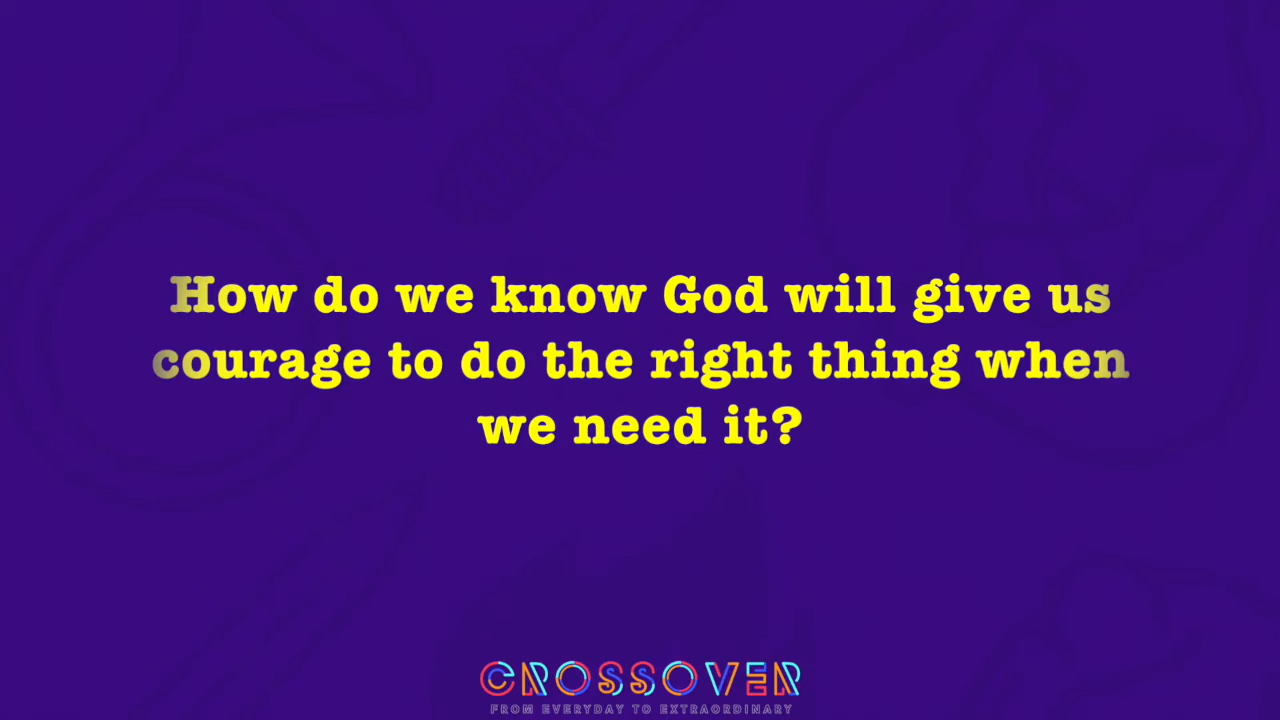 How do we know God will give us
courage to do the right thing when
we need it?
CROSSOVER
FROM EVERYDAY TO EXTRAORDINARY